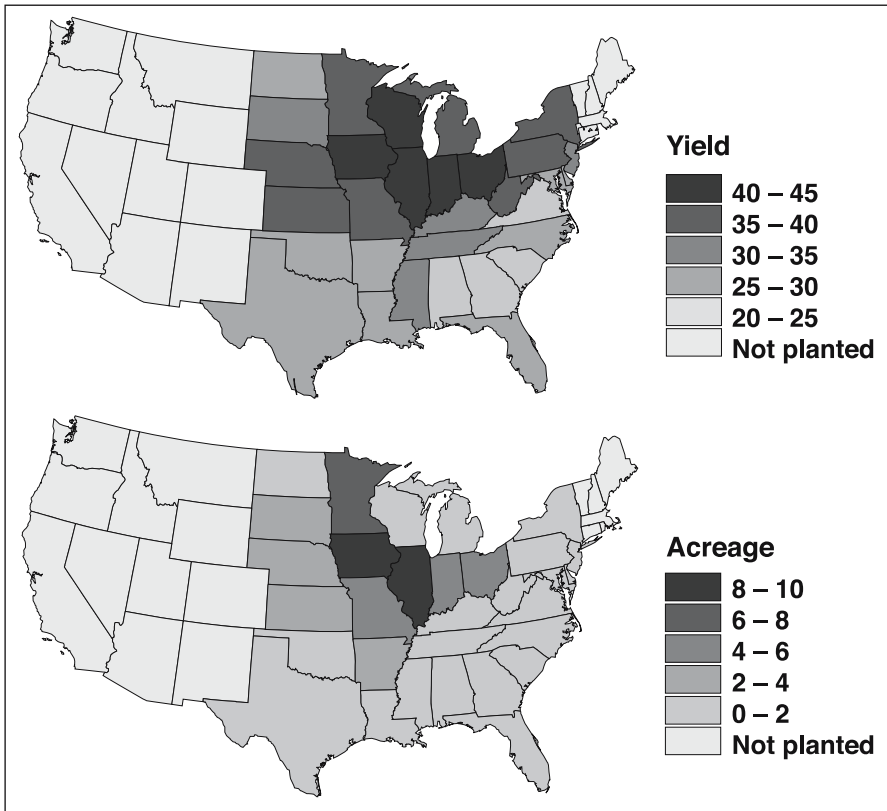 Yield
40 – 45
35 – 40
30 – 35
25 – 30
20 – 25
Not planted
Acreage
8 – 10
6 – 8
4 – 6
2 – 4
0 – 2
Not planted